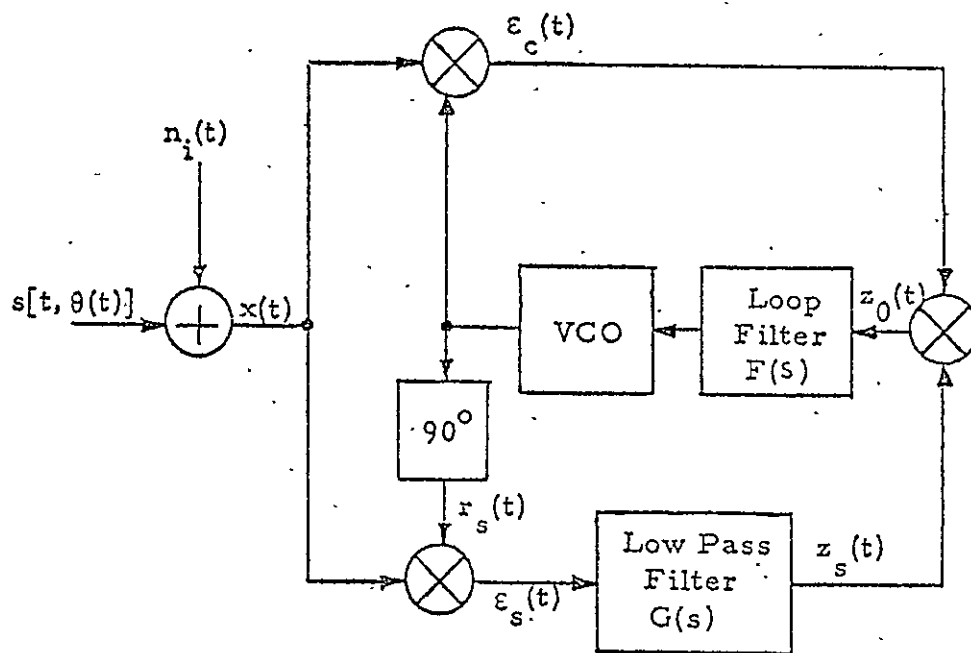 ε_c(t)
n_i(t)
s[t, θ(t)]
x(t)
+
VCO
Loop
Filter
F(S)
z_0(t)
90°
r_s(t)
ε_s(t)
Low Pass
Filter
G(s)
z_s(t)